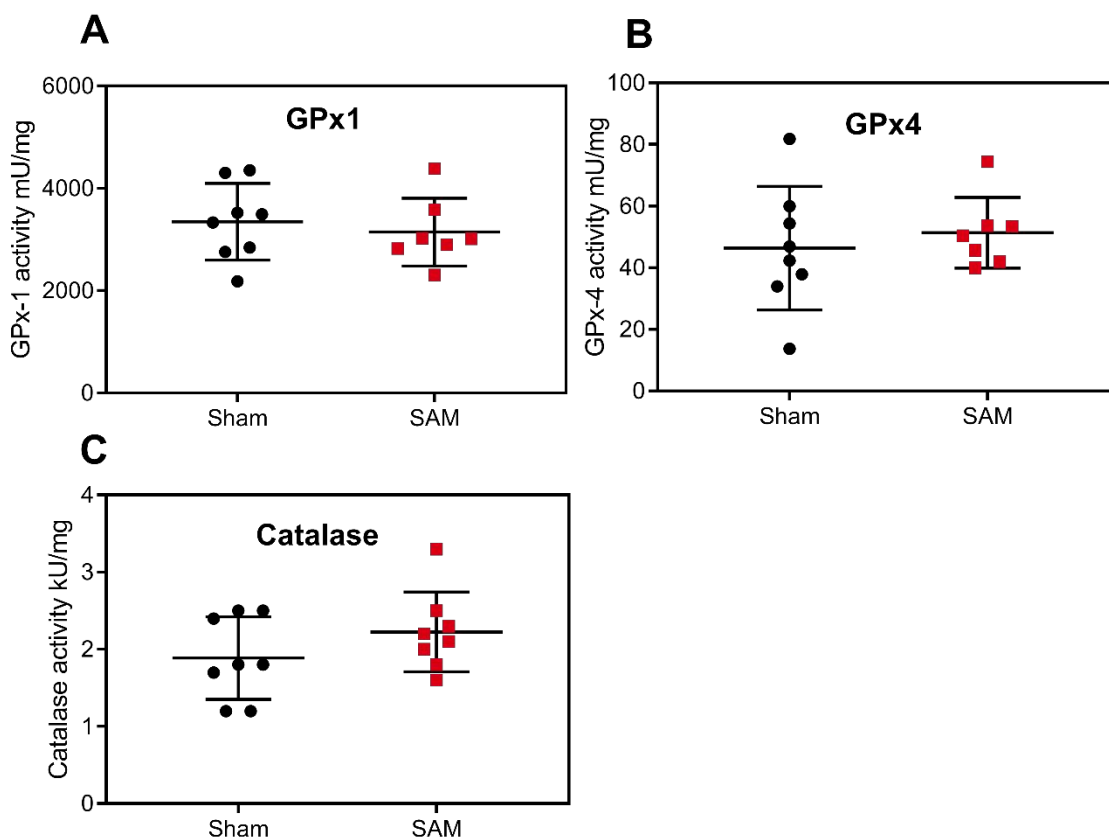 A
GPx1
GPx-1 activity mU/mg
6000
4000
2000
0
Sham SAM
B
GPx4
GPx-4 activity mU/mg
100
80
60
40
20
0
Sham SAM
C
Catalase
Catalase activity kU/mg
4
3
2
1
0
Sham SAM